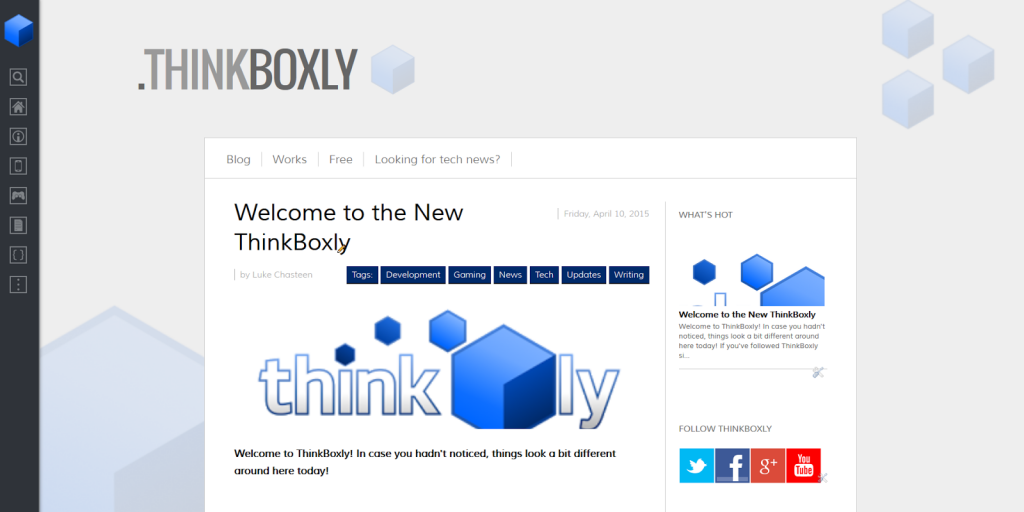 .THINKBOXLY
Blog
Works
Free
Looking for tech news?
Welcome to the New
ThinkBoxly
Friday, April 10, 2015
by Luke Chasteen
Tags:
Development
Gaming
News
Tech
Updates
Writing
think ly
Welcome to ThinkBoxly! In case you hadn't noticed, things look a bit different
around here today!
WHAT'S HOT
Welcome to the New ThinkBoxly
Welcome to ThinkBoxly! In case you hadn't
noticed, things look a bit different around
here today! If you've followed ThinkBoxly
si...
FOLLOW THINKBOXLY
f
g+
You
Tube